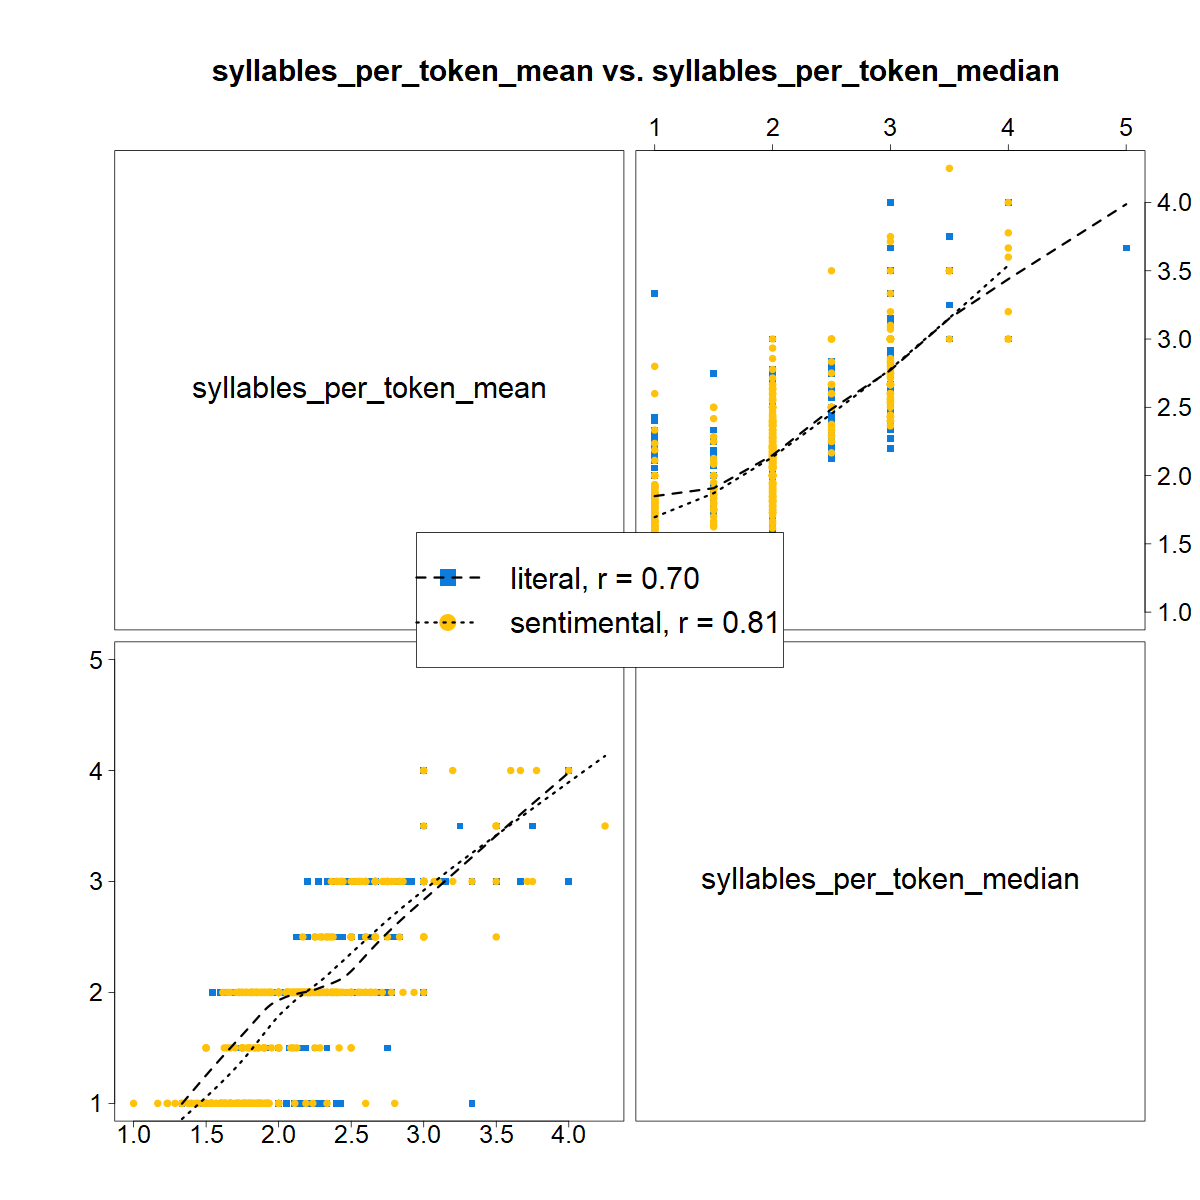 syllables_per_token_mean vs. syllables_per_token_median
1 2 3 4 5
syllables_per_token_mean
4.0
3.5
3.0
2.5
2.0
1.5
1.0
literal, r = 0.70
sentimental, r = 0.81
5
4
3
2
1
syllables_per_token_median
1.0 1.5 2.0 2.5 3.0 3.5 4.0